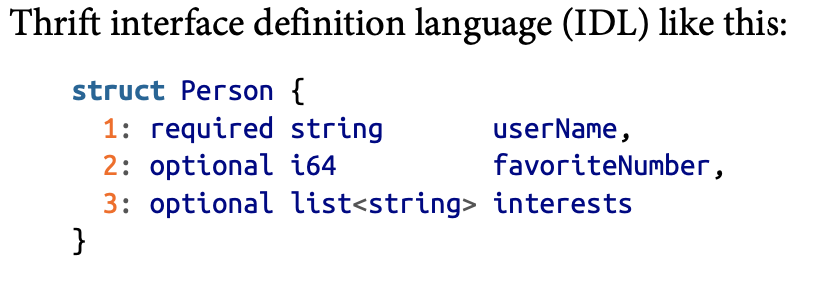 Thrift interface definition language (IDL) like this:
struct Person {
1: required string userName,
2: optional i64 favoriteNumber,
3: optional list<string> interests
}